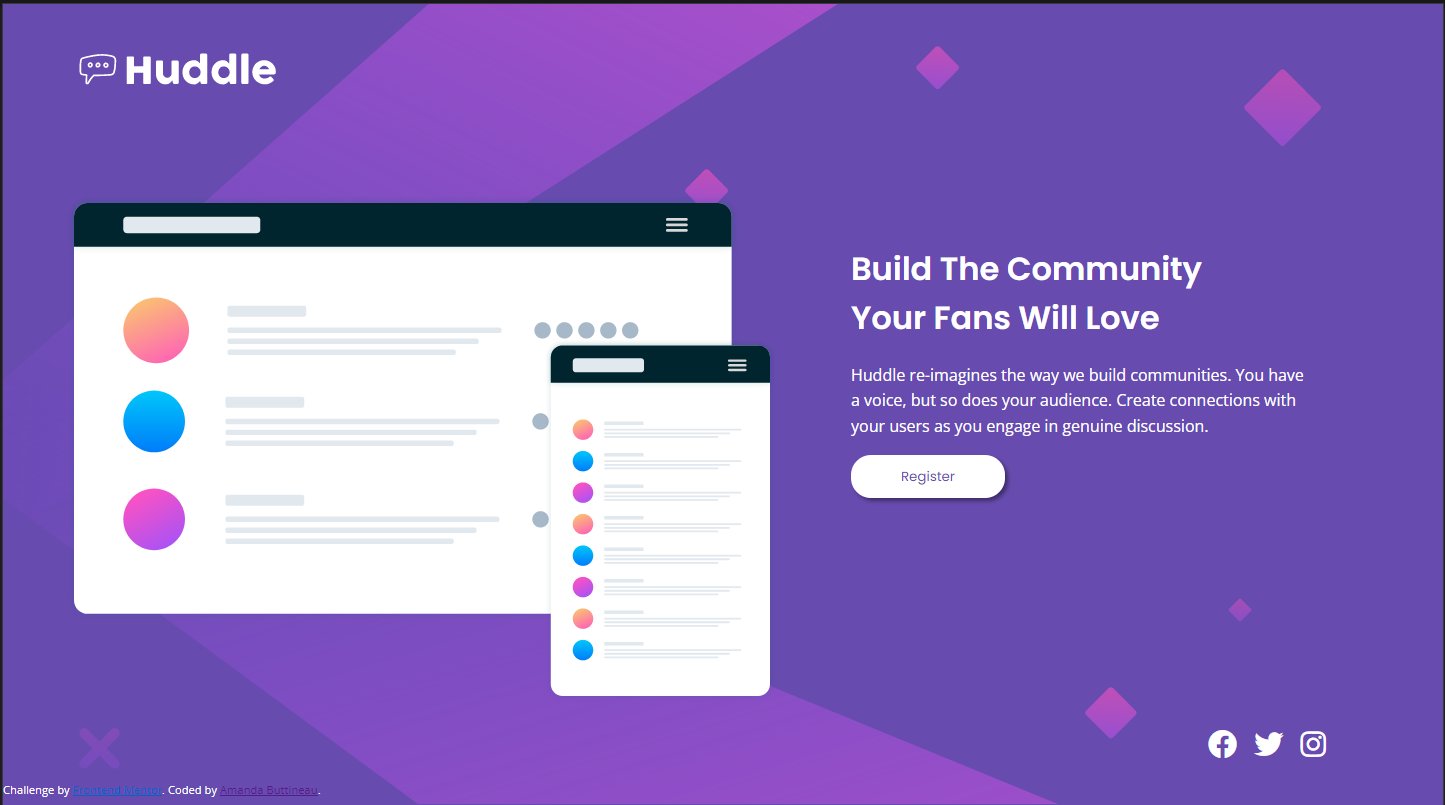 Huddle
Build The Community
Your Fans Will Love
Huddle re-imagines the way we build communities. You have
a voice, but so does your audience. Create connections with
your users as you engage in genuine discussion.
Register
Challenge by Frontend Mentor. Coded by Amanda Buttineau.